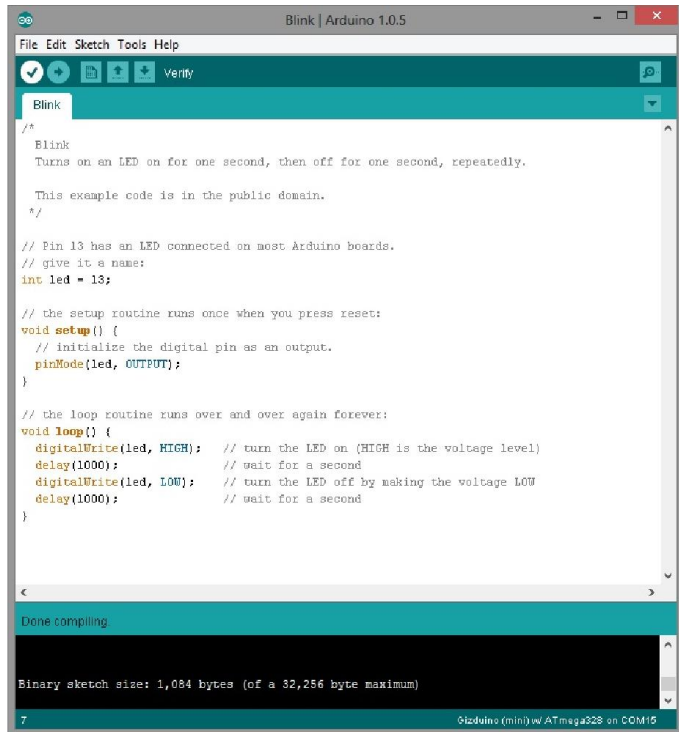 Blink | Arduino 1.0.5
File Edit Sketch Tools Help
Verify
Blink
/*
  Blink
  Turns on an LED on for one second, then off for one second, repeatedly.

  This example code is in the public domain.
 */

// Pin 13 has an LED connected on most Arduino boards.
// give it a name:
int led = 13;

// the setup routine runs once when you press reset:
void setup() {
  // initialize the digital pin as an output.
  pinMode(led, OUTPUT);
}

// the loop routine runs over and over again forever:
void loop() {
  digitalWrite(led, HIGH);   // turn the LED on (HIGH is the voltage level)
  delay(1000);               // wait for a second
  digitalWrite(led, LOW);    // turn the LED off by making the voltage LOW
  delay(1000);               // wait for a second
}
Done compiling.
Binary sketch size: 1,084 bytes (of a 32,256 byte maximum)
7 Gizduino (mini) w/ ATmega328 on COM15